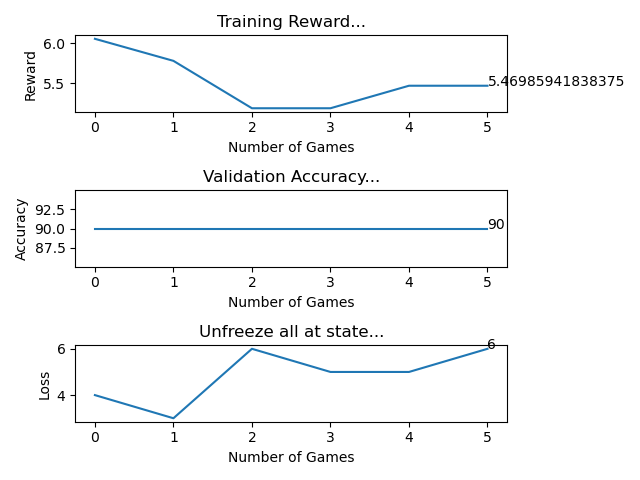 Training Reward...
6.0
5.5
Reward
5.46985941838375
0 1 2 3 4 5
Number of Games
Validation Accuracy...
92.5
90.0
87.5
Accuracy
90
0 1 2 3 4 5
Number of Games
Unfreeze all at state...
6
4
Loss
6
0 1 2 3 4 5
Number of Games